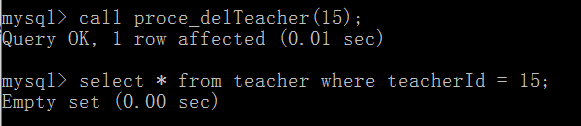 mysql> call proce_delTeacher(15);
Query OK, 1 row affected (0.01 sec)
mysql> select * from teacher where teacherId = 15;
Empty set (0.00 sec)